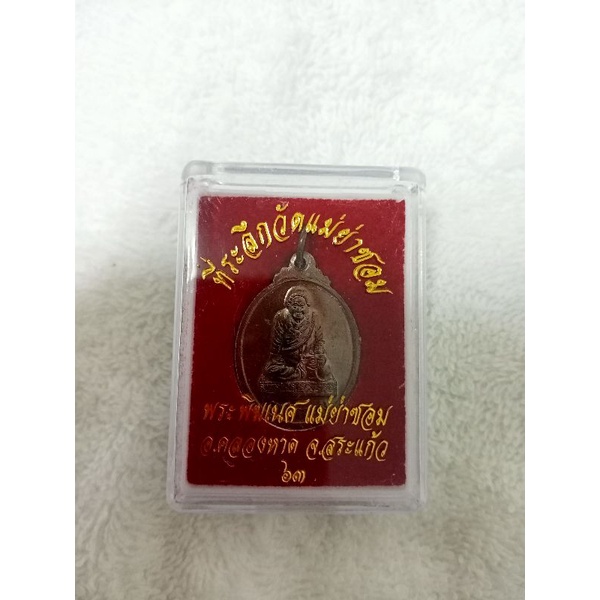 ที่ระลึกวัดแม่ย่าซอม
พระพิฆเนศ แม่ย่าซอม
อ.คลองหาด จ.สระแก้ว
๖๓